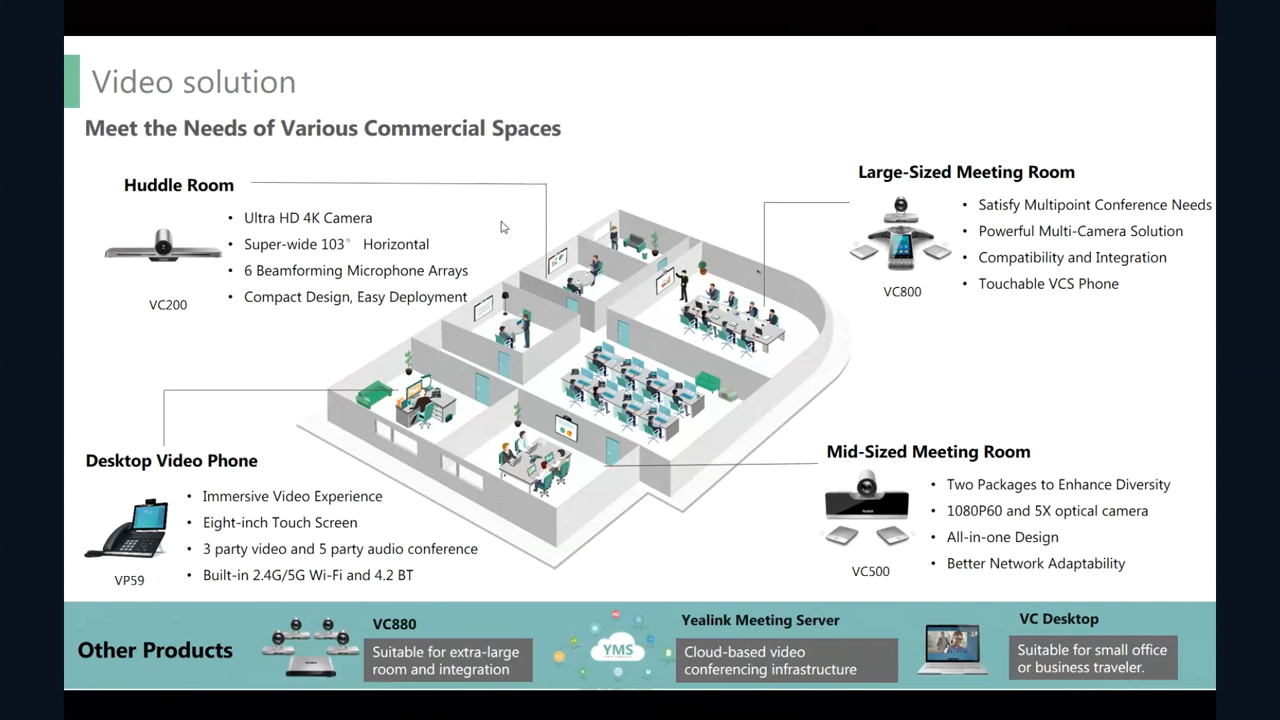 Video solution
Meet the Needs of Various Commercial Spaces
Huddle Room
• Ultra HD 4K Camera
• Super-wide 103° Horizontal
• 6 Beamforming Microphone Arrays
• Compact Design, Easy Deployment
VC200
Large-Sized Meeting Room
• Satisfy Multipoint Conference Needs
• Powerful Multi-Camera Solution
• Compatibility and Integration
• Touchable VCS Phone
VC800
Desktop Video Phone
• Immersive Video Experience
• Eight-inch Touch Screen
• 3 party video and 5 party audio conference
• Built-in 2.4G/5G Wi-Fi and 4.2 BT
VP59
Mid-Sized Meeting Room
• Two Packages to Enhance Diversity
• 1080P60 and 5X optical camera
• All-in-one Design
• Better Network Adaptability
VC500
Other Products
VC880
Suitable for extra-large
room and integration
YMS
Yealink Meeting Server
Cloud-based video
conferencing infrastructure
VC Desktop
Suitable for small office
or business traveler.